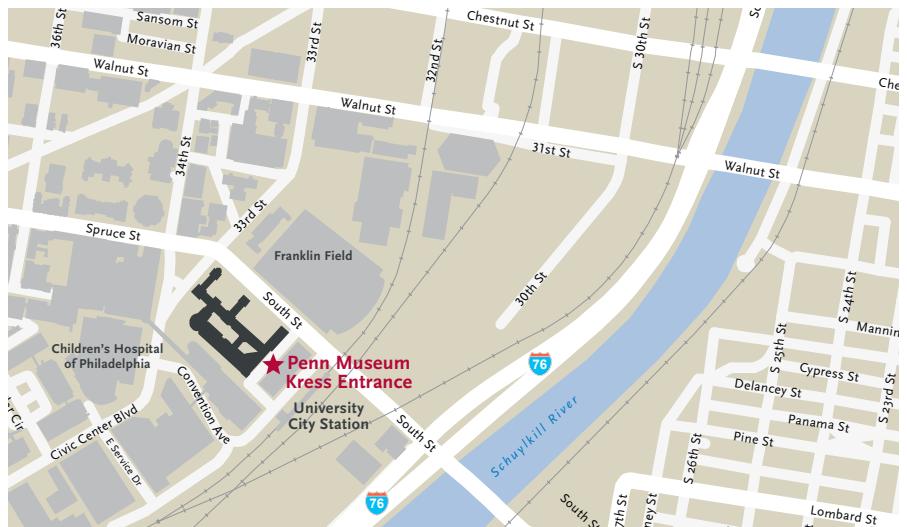 Sansom St
Moravian St
36th St
33rd St
32nd St
Chestnut St
S 30th St
Walnut St
Walnut St
34th St
31st St
Walnut St
33rd St
Spruce St
Franklin Field
South St
30th St
S 24th St
S 25th St
Children's Hospital
of Philadelphia
Penn Museum
Kress Entrance
76
Cypress St
Delancey St
S 23rd St
Convention Ave
University
City Station
Panama St
Civic Center Blvd
South St
Schuylkill River
Pine St
E Service Dr
S 26th St
76
South St
Lombard St